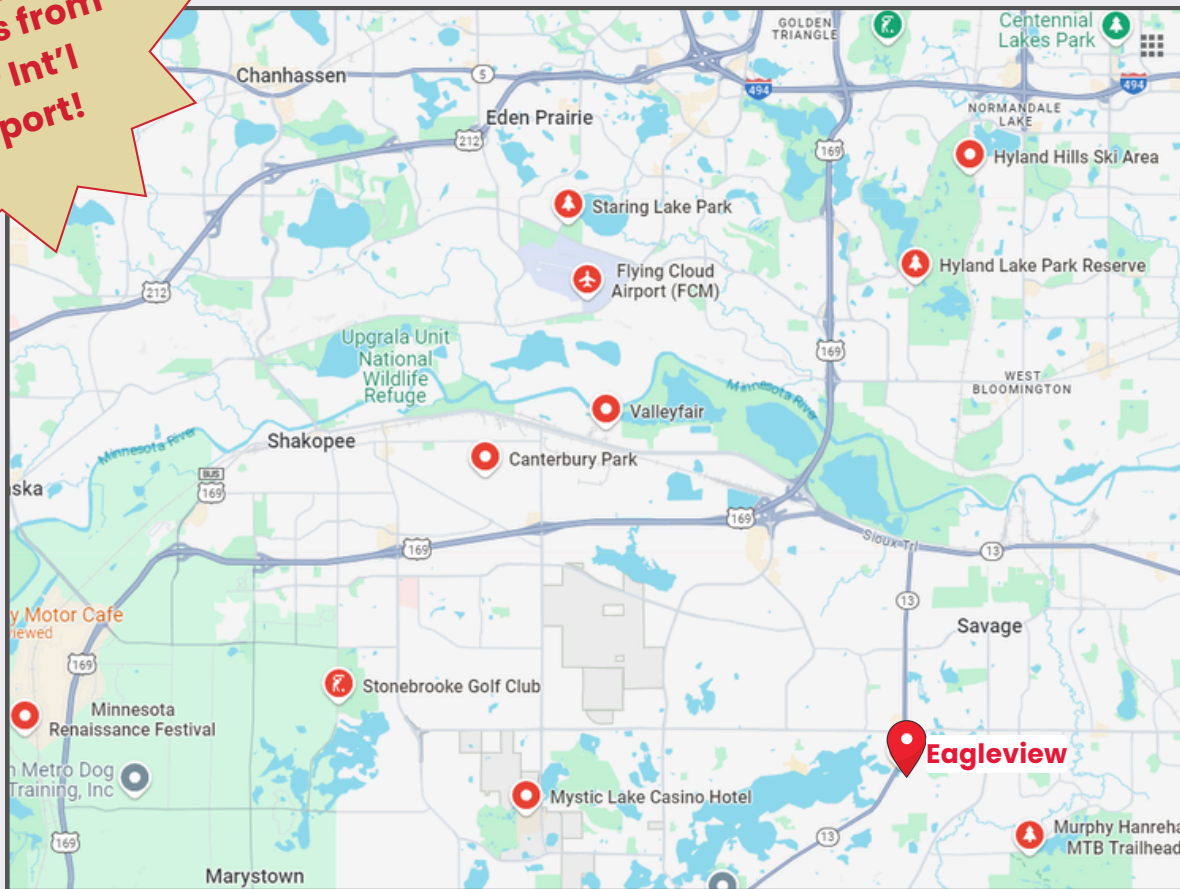 s from
Int'l
port!
GOLDEN
TRIANGLE
Centennial
Lakes Park
Chanhassen
5
494
494
Eden Prairie
212
NORMANDALE
LAKE
169
Hyland Hills Ski Area
Staring Lake Park
Flying Cloud
Airport (FCM)
Hyland Lake Park Reserve
212
Upgrala Unit
National
Wildlife
Refuge
169
WEST
BLOOMINGTON
Minnesota River
Valleyfair
Minnesota River
Shakopee
Canterbury Park
BUS
169
ska
169
169
Sioux Trl
13
13
y Motor Cafe
iewed
Savage
169
Stonebrooke Golf Club
Minnesota
Renaissance Festival
Eagleview
n Metro Dog
Training, Inc
Mystic Lake Casino Hotel
169
13
Murphy Hanreha
MTB Trailhead
Marystown